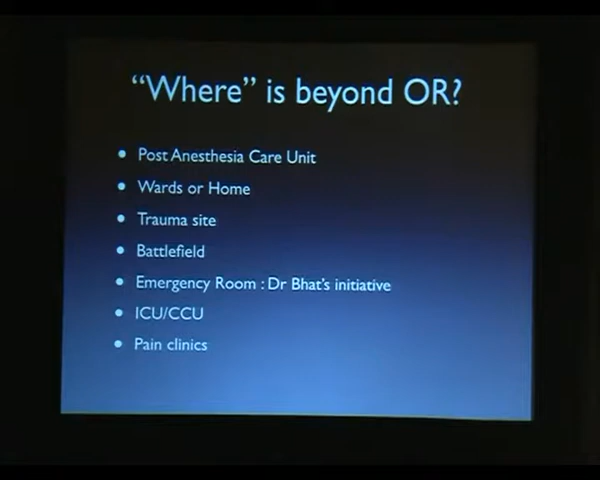 “Where” is beyond OR?
• Post Anesthesia Care Unit
• Wards or Home
• Trauma site
• Battlefield
• Emergency Room : Dr Bhat's initiative
• ICU/CCU
• Pain clinics